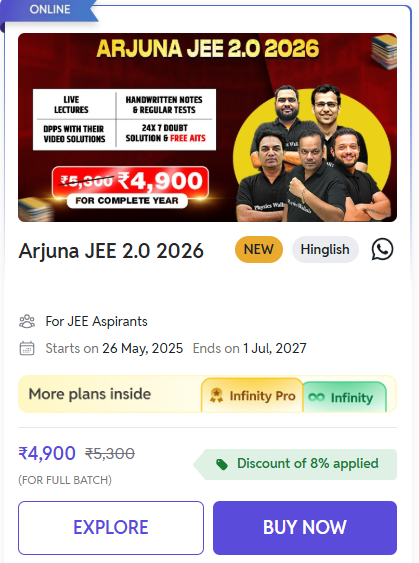 ONLINE
ARJUNA JEE 2.0 2026
LIVE
LECTURES
HANDWRITTEN NOTES
& REGULAR TESTS
DPPS WITH THEIR
VIDEO SOLUTIONS
24X7 DOUBT
SOLUTION & FREE AITS
₹5,300 ₹4,900
FOR COMPLETE YEAR
Physics Wallah
Arjuna JEE 2.0 2026
NEW
Hinglish
For JEE Aspirants
Starts on 26 May, 2025 Ends on 1 Jul, 2027
More plans inside
Infinity Pro
Infinity
₹4,900 ₹5,300
Discount of 8% applied
(FOR FULL BATCH)
EXPLORE
BUY NOW